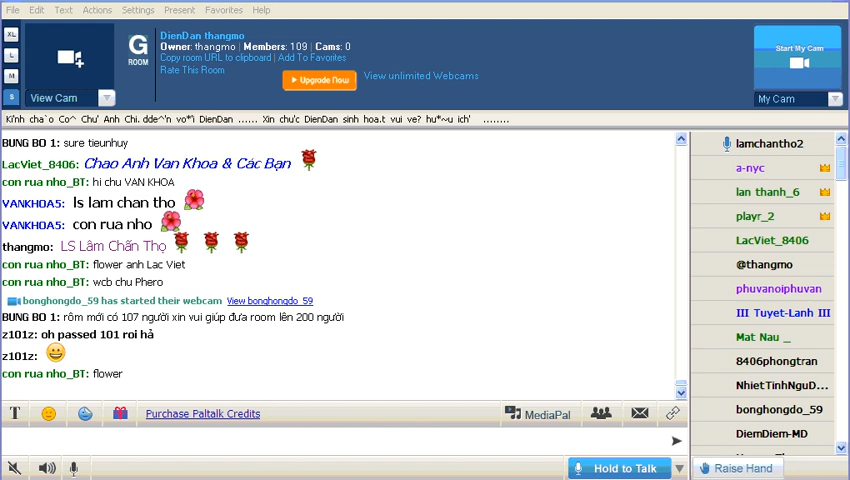 File Edit Text Actions Settings Present Favorites Help
XL
L
M
S
View Cam
G
ROOM
DienDan thangmo
Owner: thangmo | Members: 109 | Cams: 0
Copy room URL to clipboard | Add To Favorites
Rate This Room
Upgrade Now
View unlimited Webcams
Start My Cam
My Cam
Ki'nh cha`o Co^ Chu' Anh Chi. dde^'n vo*'i DienDan ...... Xin chu'c DienDan sinh hoa.t vui ve? hu*~u ich' ........
BUNG BO 1: sure tieunhuy
LacViet_8406: Chao Anh Van Khoa & Các Bạn
con rua nho_BT: hi chu VAN KHOA
VANKHOA5: ls lam chan tho
VANKHOA5: con rua nho
thangmo: LS Lâm Chấn Thọ
con rua nho_BT: flower anh Lac Viet
con rua nho_BT: wcb chu Phero
bonghongdo_59 has started their webcam View bonghongdo_59
BUNG BO 1: rôm mới có 107 người xin vui giúp đưa room lên 200 người
z101z: oh passed 101 roi hả
z101z:
con rua nho_BT: flower
T
Purchase Paltalk Credits
MediaPal
Hold to Talk
lamchantho2
a-nyc
lan thanh_6
playr_2
LacViet_8406
@thangmo
phuvanoiphuvan
III Tuyet-Lanh III
Mat Nau _
8406phongtran
NhietTinhNguD...
bonghongdo_59
DiemDiem-MD
Raise Hand